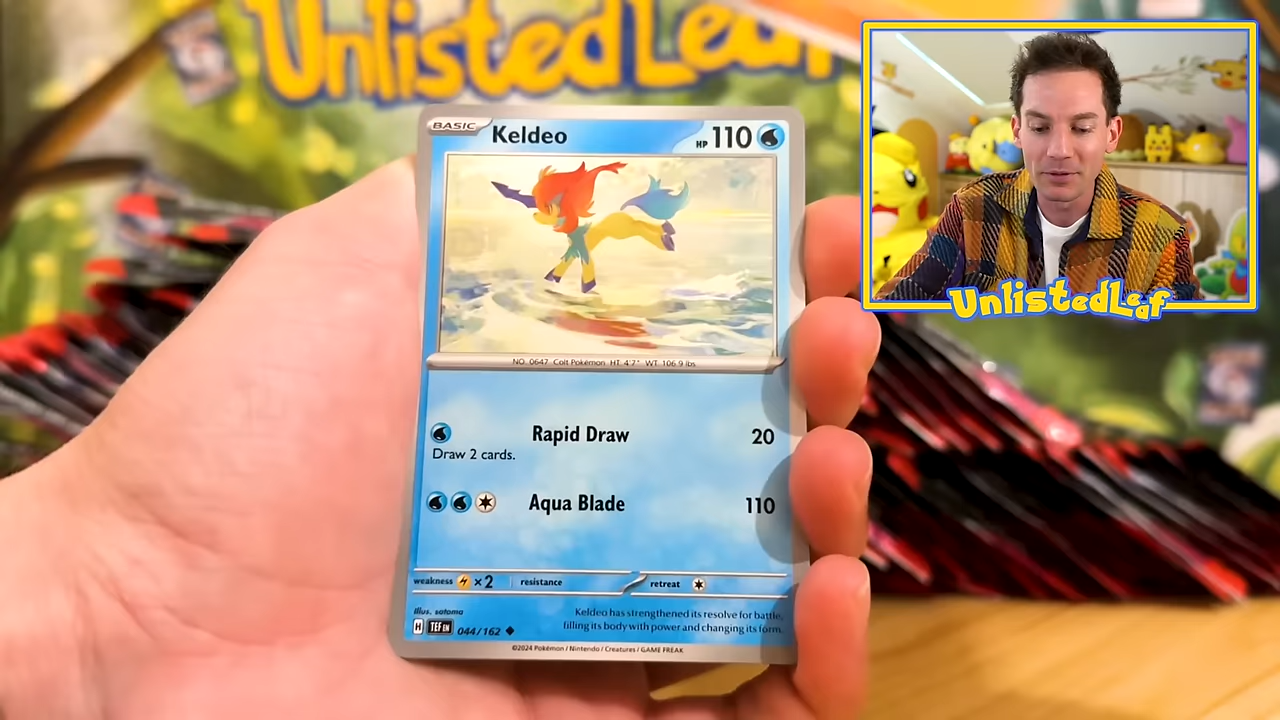 UnlistedLeaf
BASIC
Keldeo
HP 110
NO. 0647 Colt Pokémon HT: 4'7" WT: 106.9 lbs.
Rapid Draw 20
Draw 2 cards.
Aqua Blade 110
weakness ×2 resistance retreat
Illus. satoma
Keldeo has strengthened its resolve for battle,
filling its body with power and changing its form.
H TEF EN 044/162
©2024 Pokémon / Nintendo / Creatures / GAME FREAK
UnlistedLeaf